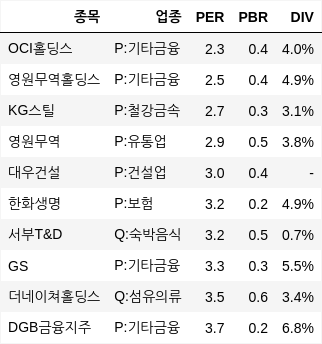 종목 업종 PER PBR DIV
OCI홀딩스 P:기타금융 2.3 0.4 4.0%
영원무역홀딩스 P:기타금융 2.5 0.4 4.9%
KG스틸 P:철강금속 2.7 0.3 3.1%
영원무역 P:유통업 2.9 0.5 3.8%
대우건설 P:건설업 3.0 0.4 -
한화생명 P:보험 3.2 0.2 4.9%
서부T&D Q:숙박음식 3.2 0.5 0.7%
GS P:기타금융 3.3 0.3 5.5%
더네이쳐홀딩스 Q:섬유의류 3.5 0.6 3.4%
DGB금융지주 P:기타금융 3.7 0.2 6.8%